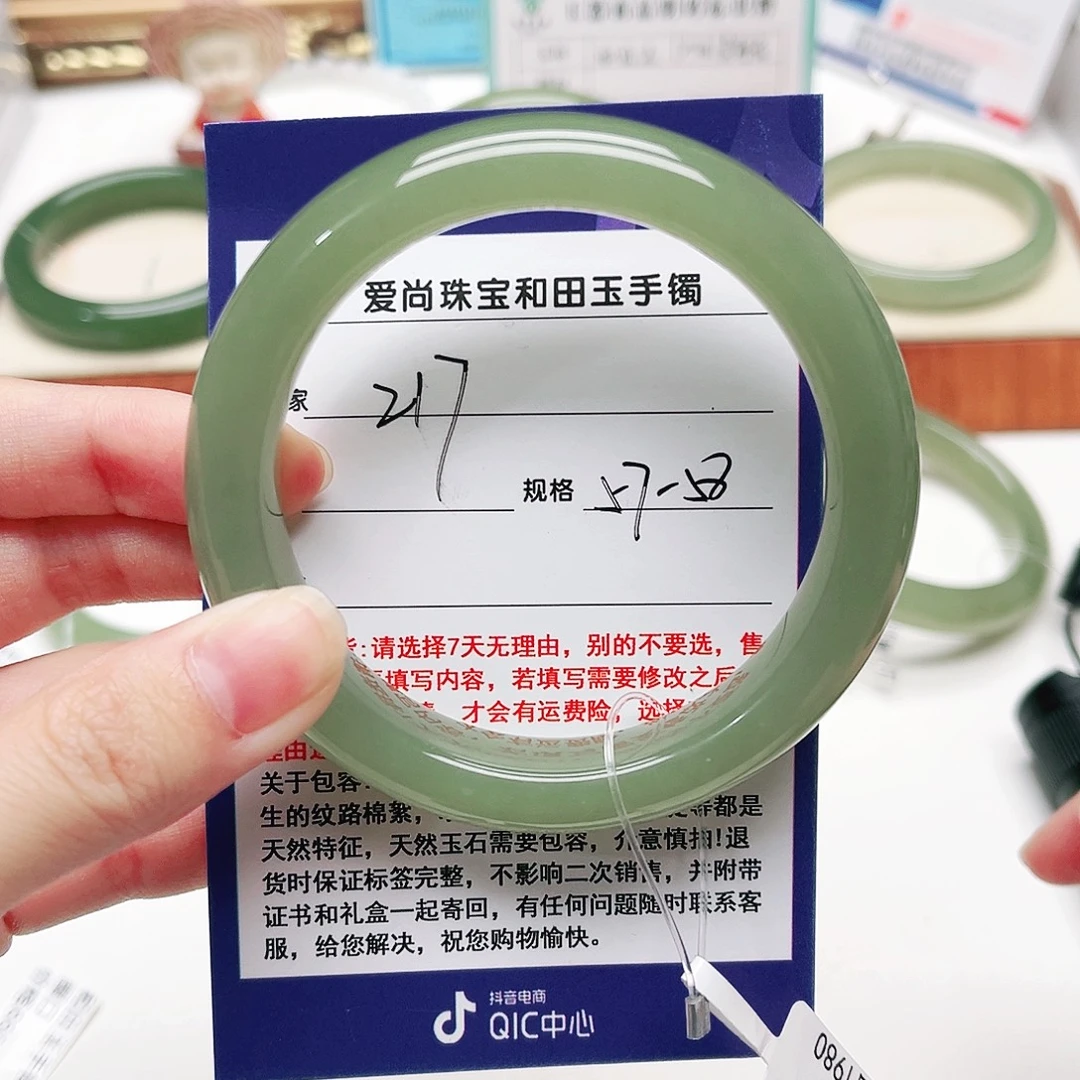 爱尚珠宝和田玉手镯
家 217
规格 57-58
:请选择7天无理由，别的不要选，售
填写内容，若填写需要修改之后
才会有运费险，选择
理由
关于包容
生的纹路棉絮，等都是
天然特征，天然玉石需要包容，介意慎拍!退
货时保证标签完整，不影响二次销售，并附带
证书和礼盒一起寄回，有任何问题随时联系客
服，给您解决，祝您购物愉快。
抖音电商
QIC中心